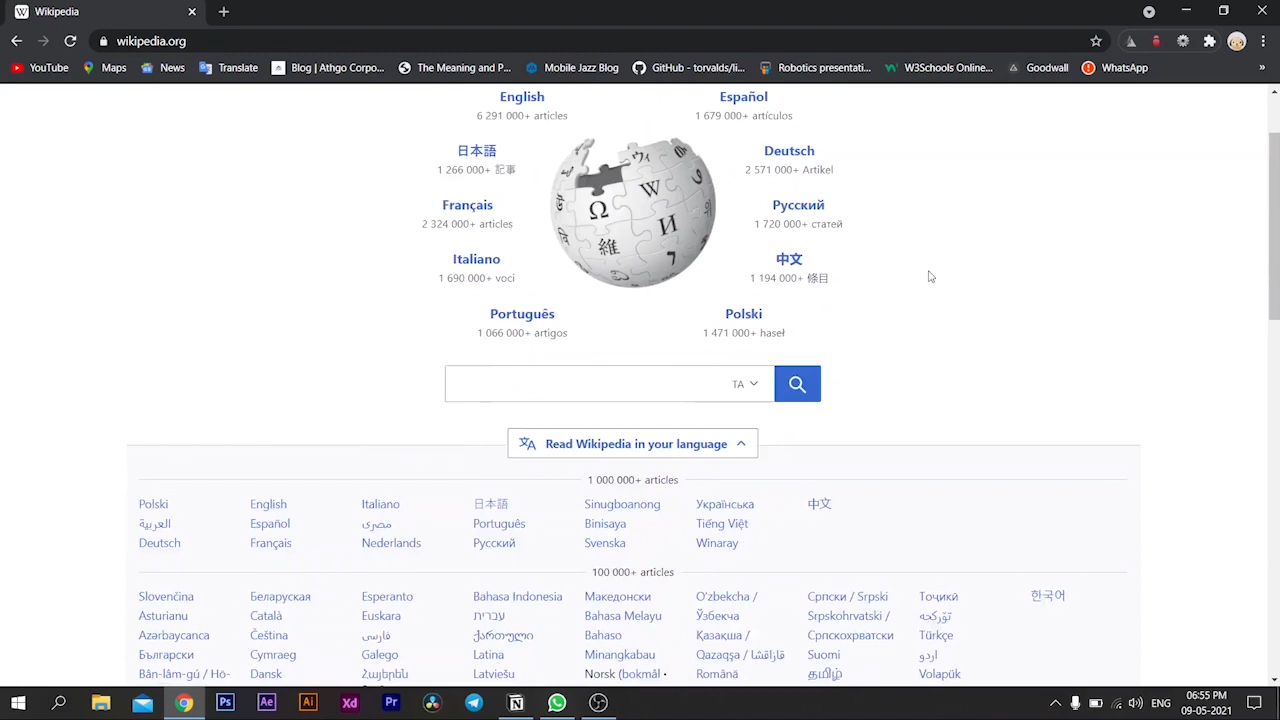 Wikipedia
wikipedia.org
YouTube Maps News Translate Blog | Athgo Corpo... The Meaning and P... Mobile Jazz Blog GitHub - torvalds/li... Robotics presentati... W3Schools Online... Goodwall WhatsApp »
English Español
6 291 000+ articles 1 679 000+ artículos
日本語 Deutsch
1 266 000+ 記事 2 571 000+ Artikel
Français Русский
2 324 000+ articles 1 720 000+ статей
Italiano 中文
1 690 000+ voci 1 194 000+ 條目
Português Polski
1 066 000+ artigos 1 471 000+ haseł
TA
Read Wikipedia in your language
1 000 000+ articles
Polski English Italiano 日本語 Sinugboanong Українська 中文
العربية Español مصرى Português Binisaya Tiếng Việt
Deutsch Français Nederlands Русский Svenska Winaray
100 000+ articles
Slovenčina Беларуская Esperanto Bahasa Indonesia Македонски Oʻzbekcha / Српски / Srpski Тоҷикӣ 한국어
Asturianu Català Euskara עברית Bahasa Melayu Ўзбекча Srpskohrvatski / تۆرکجه
Azərbaycanca Čeština فارسی ქართული Bahaso Қазақша / Српскохрватски Türkçe
Български Cymraeg Galego Latina Minangkabau Qazaqşa / قازاقشا Suomi اردو
Bân-lâm-gú / Hò- Dansk Հայերեն Latviešu Norsk (bokmål · Română தமிழ் Volapük
Ps Ae Ai Xd Pr
ENG
06:55 PM
09-05-2021